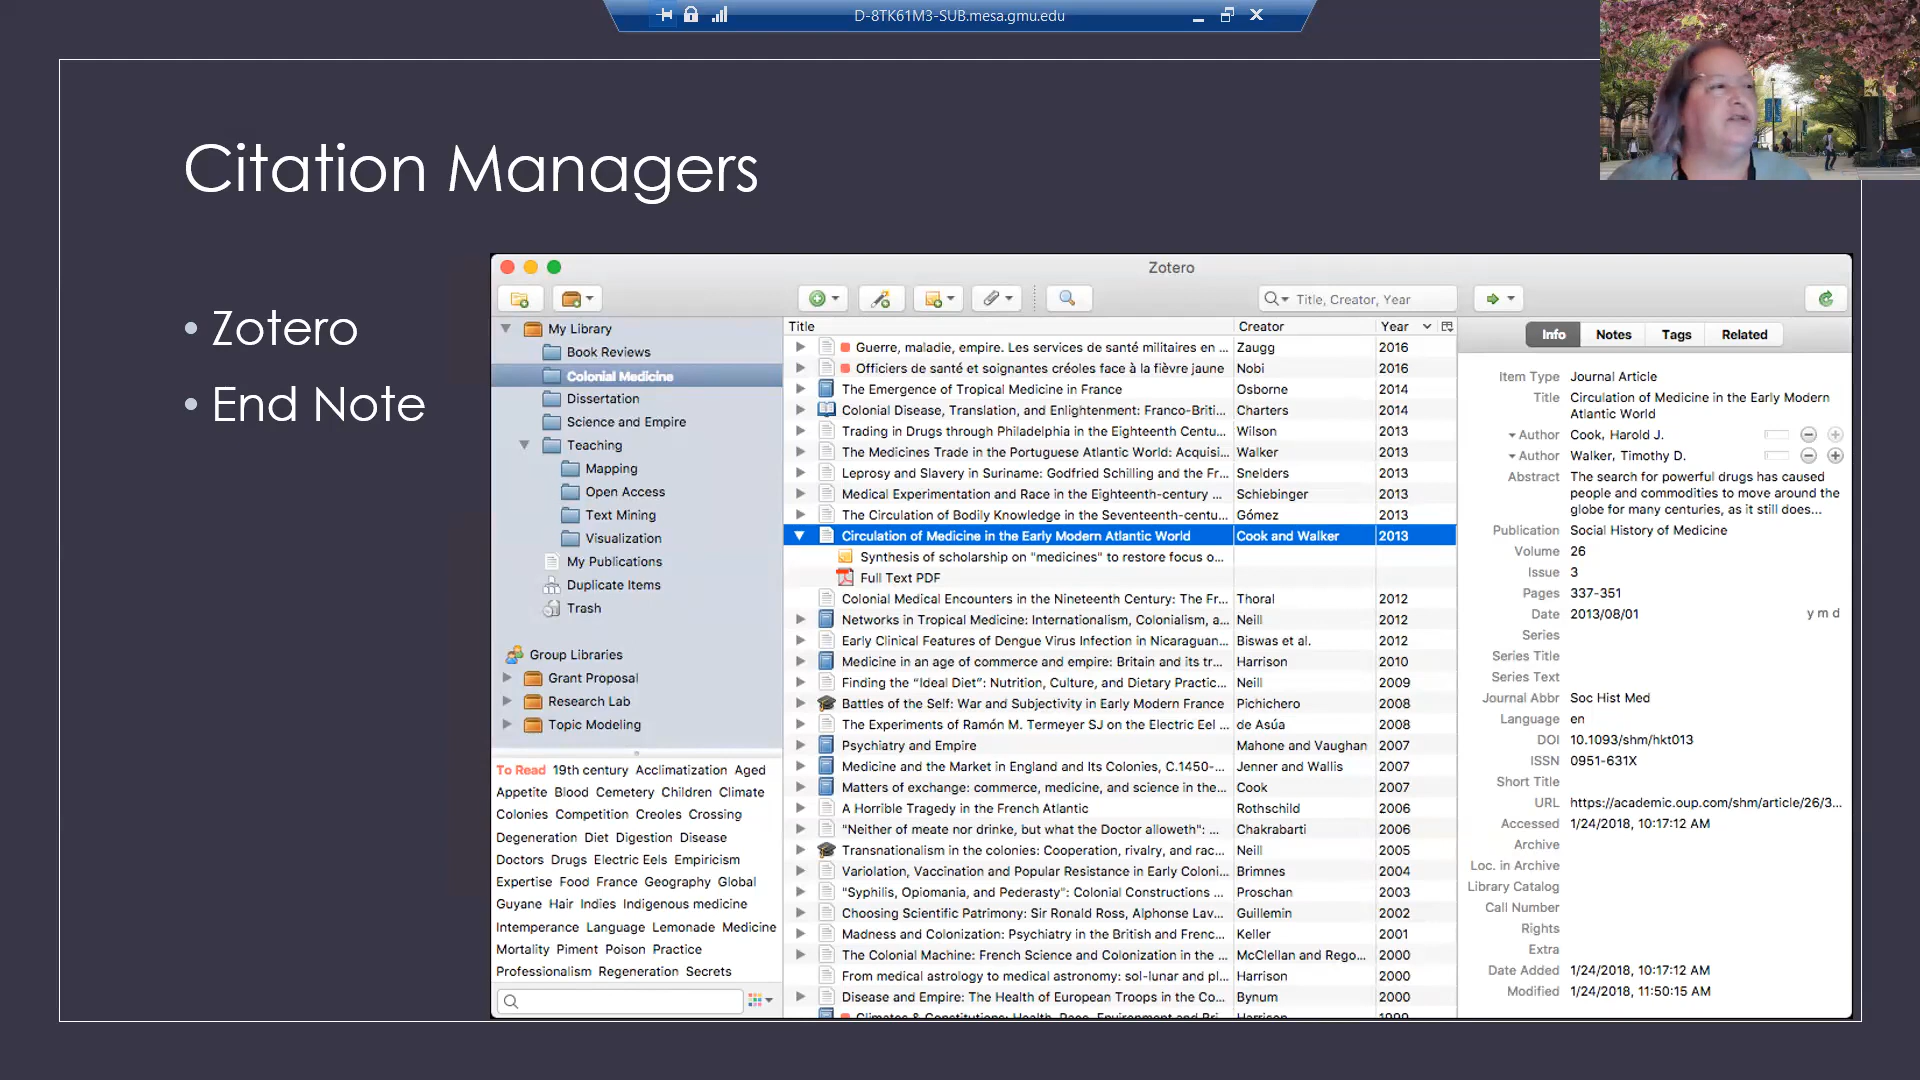 D-8TK61M3-SUB.mesa.gmu.edu
Citation Managers
• Zotero
• End Note
Zotero
Title, Creator, Year
My Library
Book Reviews
Colonial Medicine
Dissertation
Science and Empire
Teaching
Mapping
Open Access
Text Mining
Visualization
My Publications
Duplicate Items
Trash
Group Libraries
Grant Proposal
Research Lab
Topic Modeling
To Read 19th century Acclimatization Aged
Appetite Blood Cemetery Children Climate
Colonies Competition Creoles Crossing
Degeneration Diet Digestion Disease
Doctors Drugs Electric Eels Empiricism
Expertise Food France Geography Global
Guyane Hair Indies Indigenous medicine
Intemperance Language Lemonade Medicine
Mortality Piment Poison Practice
Professionalism Regeneration Secrets
Title Creator Year
Guerre, maladie, empire. Les services de santé militaires en ... Zaugg 2016
Officiers de santé et soignantes créoles face à la fièvre jaune Nobi 2016
The Emergence of Tropical Medicine in France Osborne 2014
Colonial Disease, Translation, and Enlightenment: Franco-Briti... Charters 2014
Trading in Drugs through Philadelphia in the Eighteenth Centu... Wilson 2013
The Medicines Trade in the Portuguese Atlantic World: Acquisi... Walker 2013
Leprosy and Slavery in Suriname: Godfried Schilling and the Fr... Snelders 2013
Medical Experimentation and Race in the Eighteenth-century ... Schiebinger 2013
The Circulation of Bodily Knowledge in the Seventeenth-centu... Gómez 2013
Circulation of Medicine in the Early Modern Atlantic World Cook and Walker 2013
Synthesis of scholarship on "medicines" to restore focus o...
Full Text PDF
Colonial Medical Encounters in the Nineteenth Century: The Fr... Thoral 2012
Networks in Tropical Medicine: Internationalism, Colonialism, a... Neill 2012
Early Clinical Features of Dengue Virus Infection in Nicaraguan... Biswas et al. 2012
Medicine in an age of commerce and empire: Britain and its tr... Harrison 2010
Finding the “Ideal Diet”: Nutrition, Culture, and Dietary Practic... Neill 2009
Battles of the Self: War and Subjectivity in Early Modern France Pichichero 2008
The Experiments of Ramón M. Termeyer SJ on the Electric Eel ... de Asúa 2008
Psychiatry and Empire Mahone and Vaughan 2007
Medicine and the Market in England and Its Colonies, C.1450-... Jenner and Wallis 2007
Matters of exchange: commerce, medicine, and science in the... Cook 2007
A Horrible Tragedy in the French Atlantic Rothschild 2006
"Neither of meate nor drinke, but what the Doctor alloweth": ... Chakrabarti 2006
Transnationalism in the colonies: Cooperation, rivalry, and rac... Neill 2005
Variolation, Vaccination and Popular Resistance in Early Coloni... Brimnes 2004
"Syphilis, Opiomania, and Pederasty": Colonial Constructions ... Proschan 2003
Choosing Scientific Patrimony: Sir Ronald Ross, Alphonse Lav... Guillemin 2002
Madness and Colonization: Psychiatry in the British and Frenc... Keller 2001
The Colonial Machine: French Science and Colonization in the ... McClellan and Rego... 2000
From medical astrology to medical astronomy: sol-lunar and pl... Harrison 2000
Disease and Empire: The Health of European Troops in the Co... Bynum 2000
Climates & Constitutions: Health, Race, Environment and Bri... Harrison 1999
Info Notes Tags Related
Item Type Journal Article
Title Circulation of Medicine in the Early Modern
Atlantic World
Author Cook, Harold J.
Author Walker, Timothy D.
Abstract The search for powerful drugs has caused
people and commodities to move around the
globe for many centuries, as it still does...
Publication Social History of Medicine
Volume 26
Issue 3
Pages 337-351
Date 2013/08/01 y m d
Series
Series Title
Series Text
Journal Abbr Soc Hist Med
Language en
DOI 10.1093/shm/hkt013
ISSN 0951-631X
Short Title
URL https://academic.oup.com/shm/article/26/3...
Accessed 1/24/2018, 10:17:12 AM
Archive
Loc. in Archive
Library Catalog
Call Number
Rights
Extra
Date Added 1/24/2018, 10:17:12 AM
Modified 1/24/2018, 11:50:15 AM